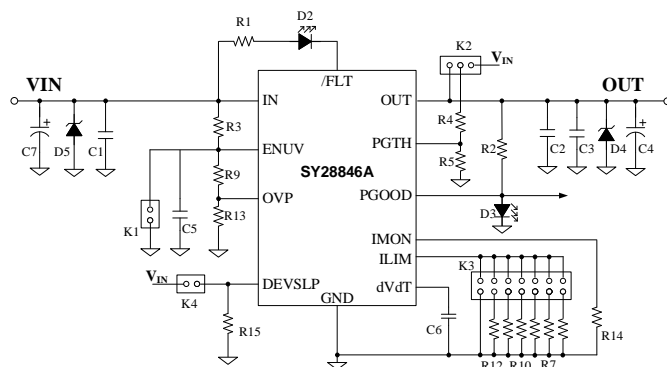 D2
R1
K2
V_IN
VIN
/FLT
OUT
IN
OUT
R3
R4
C7
D5
C1
ENUV
PGTH
R2
C2
C3
D4
C4
R9
R5
SY28846A
OVP
PGOOD
K1
C5
R13
D3
IMON
ILIM
V_IN
K3
K4
DEVSLP
dVdT
GND
R15
C6
R14
R12
R10
R7